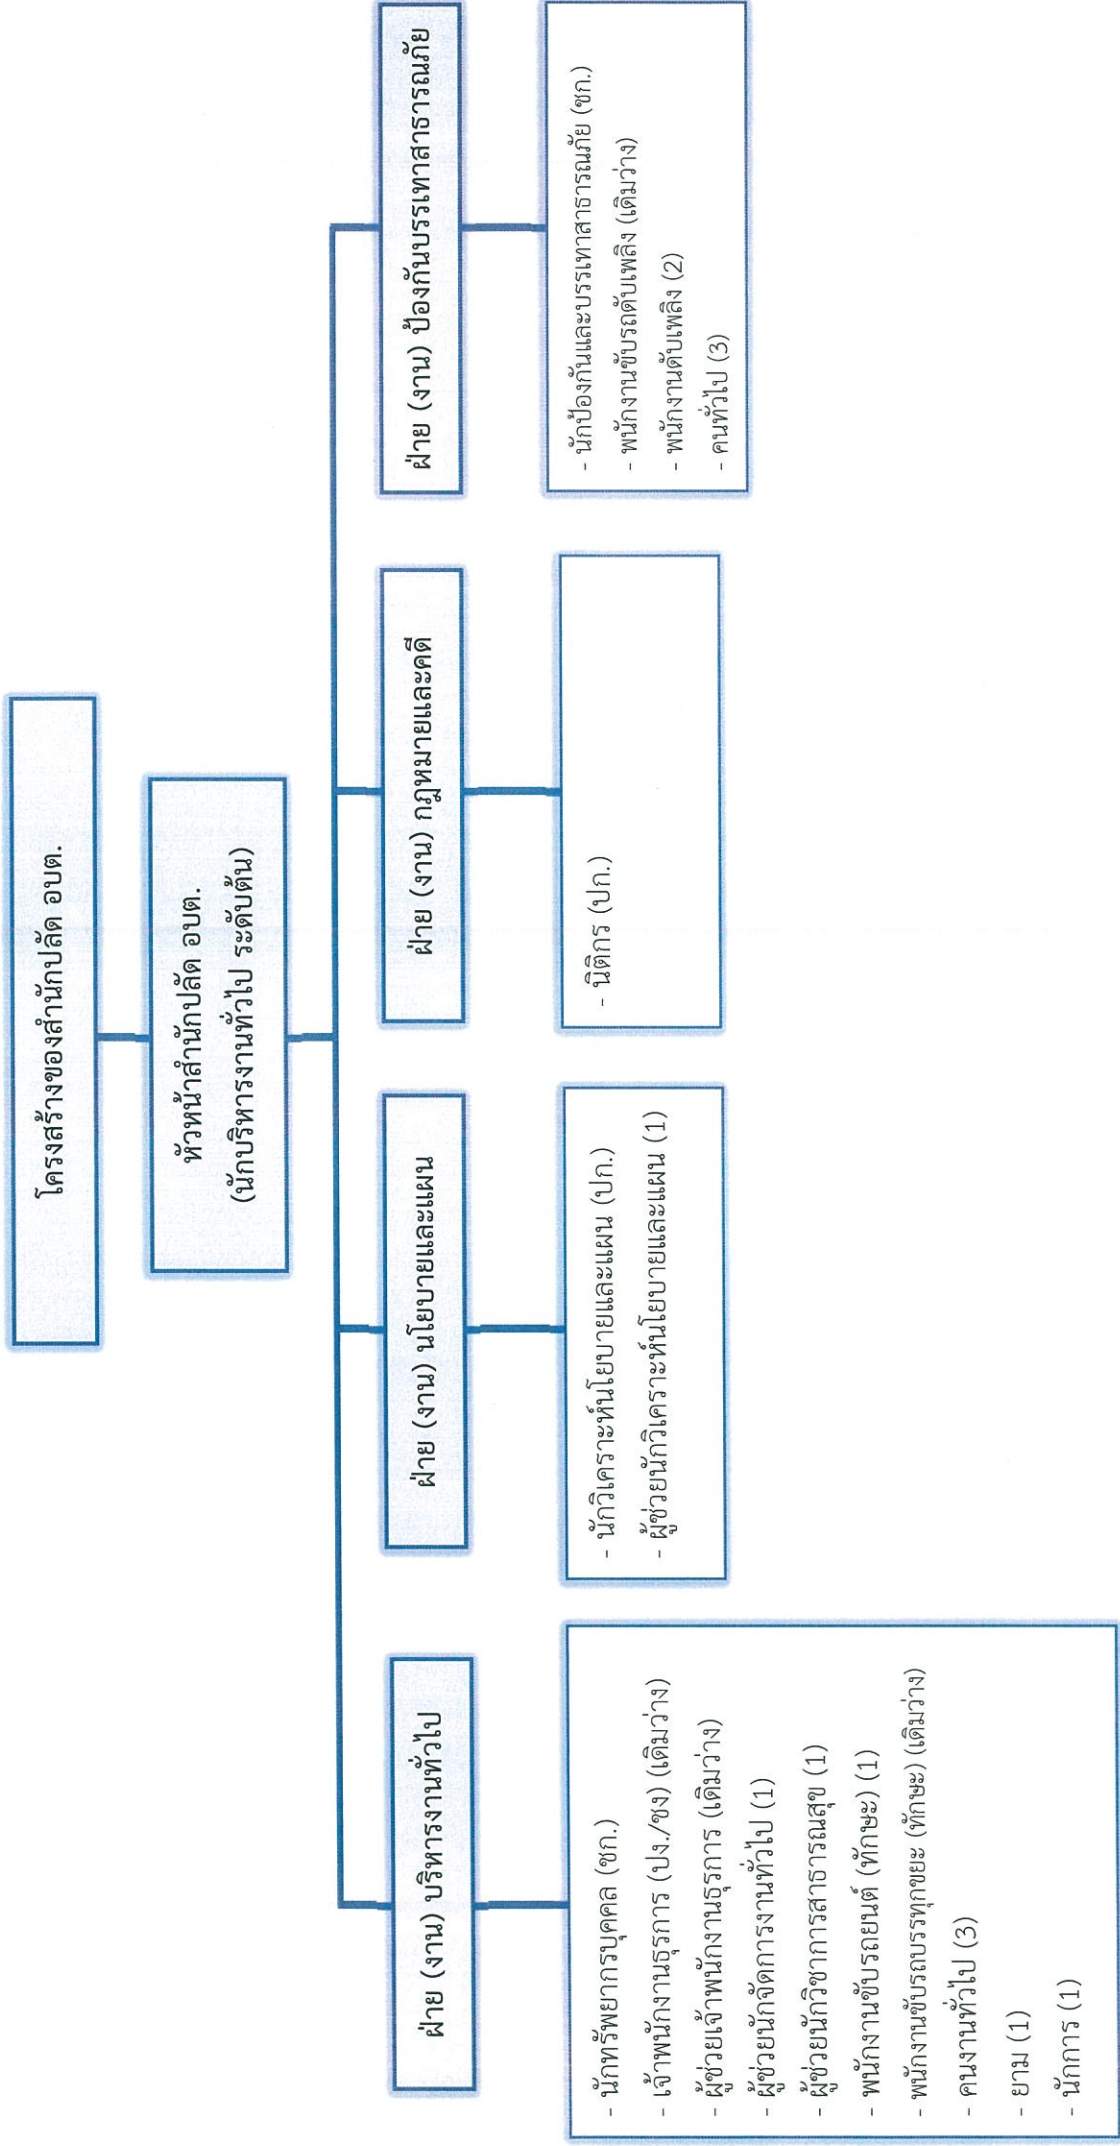 โครงสร้างของสำนักปลัด อบต.
หัวหน้าสำนักปลัด อบต.
(นักบริหารงานทั่วไป ระดับต้น)
ฝ่าย (งาน) บริหารงานทั่วไป
- นักทรัพยากรบุคคล (ชก.)
- เจ้าพนักงานธุรการ (ปง./ชง) (เดิมว่าง)
- ผู้ช่วยเจ้าพนักงานธุรการ (เดิมว่าง)
- ผู้ช่วยนักจัดการงานทั่วไป (1)
- ผู้ช่วยนักวิชาการสาธารณสุข (1)
- พนักงานขับรถยนต์ (ทักษะ) (1)
- พนักงานขับรถบรรทุกขยะ (ทักษะ) (เดิมว่าง)
- คนงานทั่วไป (3)
- ยาม (1)
- นักการ (1)
ฝ่าย (งาน) นโยบายและแผน
- นักวิเคราะห์นโยบายและแผน (ปก.)
- ผู้ช่วยนักวิเคราะห์นโยบายและแผน (1)
ฝ่าย (งาน) กฎหมายและคดี
- นิติกร (ปก.)
ฝ่าย (งาน) ป้องกันบรรเทาสาธารณภัย
- นักป้องกันและบรรเทาสาธารณภัย (ชก.)
- พนักงานขับรถดับเพลิง (เดิมว่าง)
- พนักงานดับเพลิง (2)
- คนทั่วไป (3)